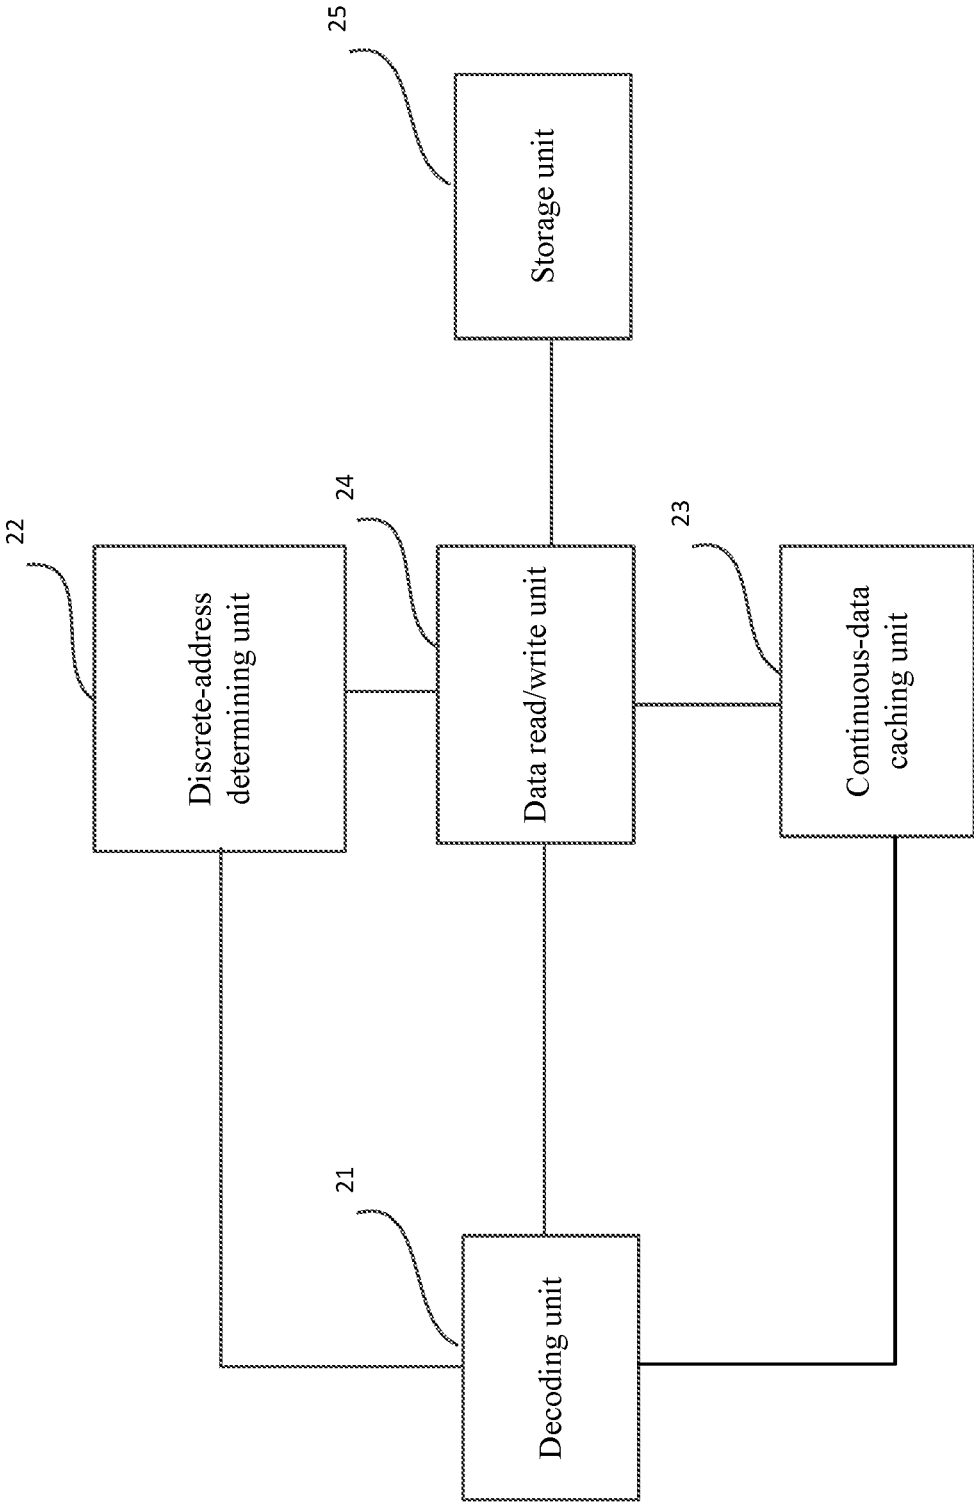 22
Discrete-address
determining unit
21
24
25
Decoding unit
Data read/write unit
Storage unit
23
Continuous-data
caching unit